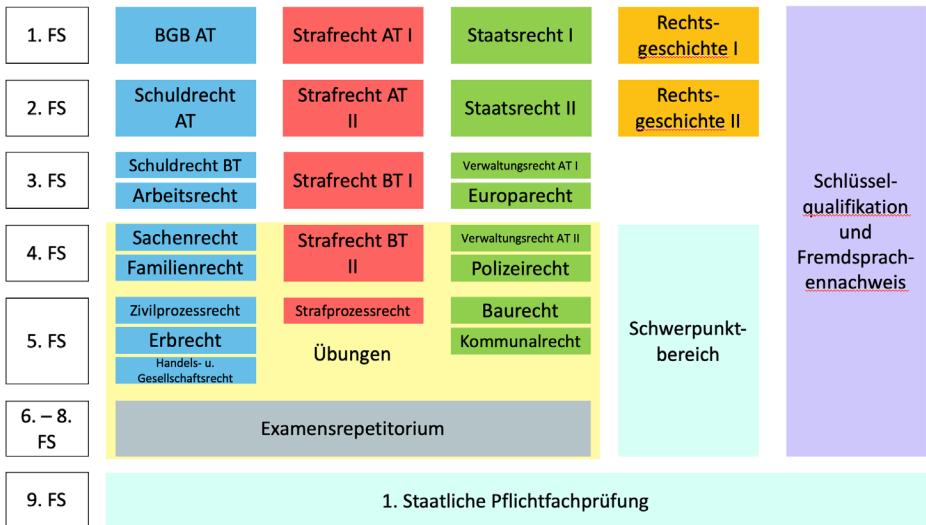 1. FS
BGB AT
Strafrecht AT I
Staatsrecht I
Rechts-
geschichte I
2. FS
Schuldrecht
AT
Strafrecht AT
II
Staatsrecht II
Rechts-
geschichte II
3. FS
Schuldrecht BT
Arbeitsrecht
Strafrecht BT I
Verwaltungsrecht AT I
Europarecht
Schlüssel-
qualifikation
und
Fremdsprach-
ennachweis
4. FS
Sachenrecht
Familienrecht
Strafrecht BT
II
Verwaltungsrecht AT II
Polizeirecht
5. FS
Zivilprozessrecht
Erbrecht
Handels- u.
Gesellschaftsrecht
Strafprozessrecht
Übungen
Baurecht
Kommunalrecht
Schwerpunkt-
bereich
6. – 8.
FS
Examensrepetitorium
9. FS
1. Staatliche Pflichtfachprüfung